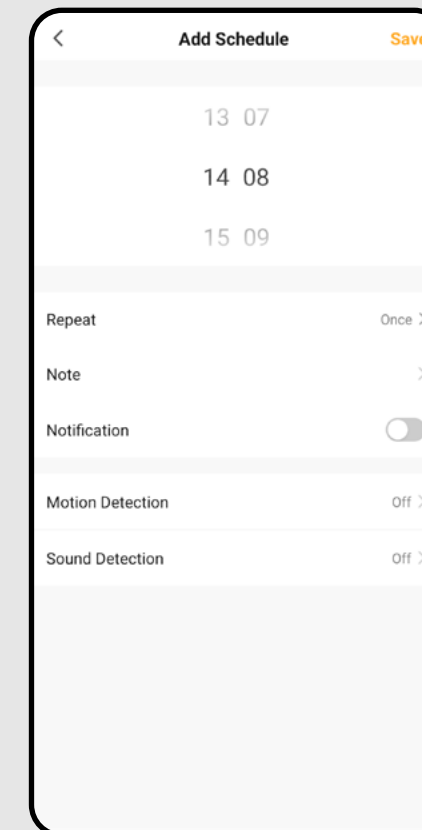 Add Schedule Save
13 07
14 08
15 09
Repeat Once
Note
Notification
Motion Detection Off
Sound Detection Off